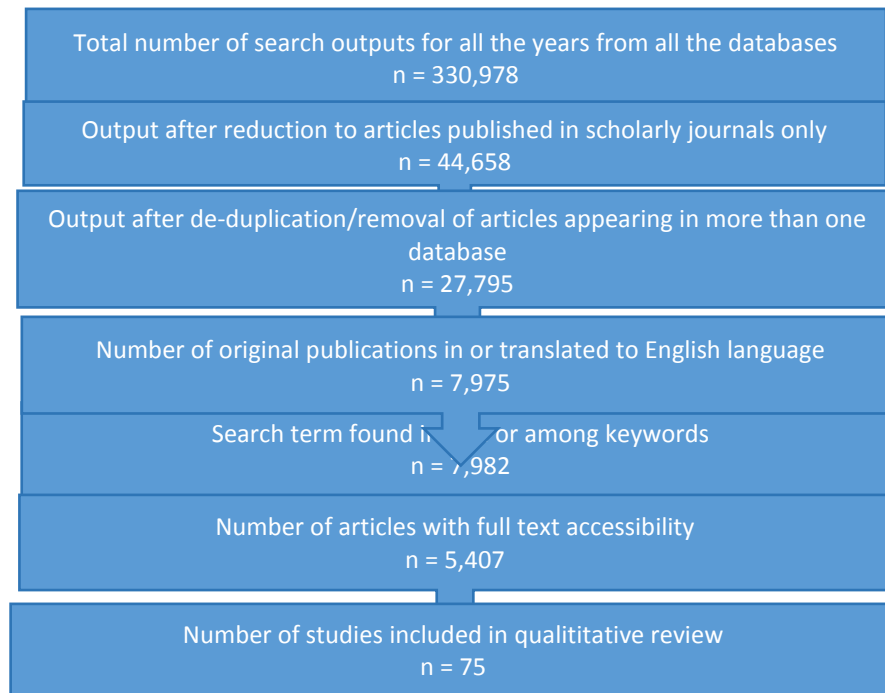 Total number of search outputs for all the years from all the databases
n = 330,978
Output after reduction to articles published in scholarly journals only
n = 44,658
Output after de-duplication/removal of articles appearing in more than one
database
n = 27,795
Number of original publications in or translated to English language
n = 7,975
Search term found or among keywords
n = 7,982
Number of articles with full text accessibility
n = 5,407
Number of studies included in qualititative review
n = 75